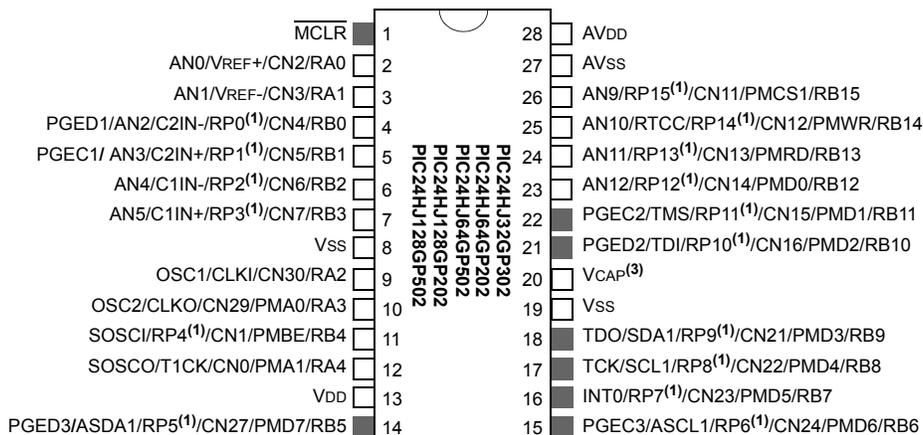 MCLR 1
AN0/VREF+/CN2/RA0 2
AN1/VREF-/CN3/RA1 3
PGED1/AN2/C2IN-/RP0(1)/CN4/RB0 4
PGEC1/ AN3/C2IN+/RP1(1)/CN5/RB1 5
AN4/C1IN-/RP2(1)/CN6/RB2 6
AN5/C1IN+/RP3(1)/CN7/RB3 7
VSS 8
OSC1/CLKI/CN30/RA2 9
OSC2/CLKO/CN29/PMA0/RA3 10
SOSCI/RP4(1)/CN1/PMBE/RB4 11
SOSCO/T1CK/CN0/PMA1/RA4 12
VDD 13
PGED3/ASDA1/RP5(1)/CN27/PMD7/RB5 14
PIC24HJ32GP302
PIC24HJ64GP202
PIC24HJ64GP502
PIC24HJ128GP202
PIC24HJ128GP502
28 AVDD
27 AVSS
26 AN9/RP15(1)/CN11/PMCS1/RB15
25 AN10/RTCC/RP14(1)/CN12/PMWR/RB14
24 AN11/RP13(1)/CN13/PMRD/RB13
23 AN12/RP12(1)/CN14/PMD0/RB12
22 PGEC2/TMS/RP11(1)/CN15/PMD1/RB11
21 PGED2/TDI/RP10(1)/CN16/PMD2/RB10
20 VCAP(3)
19 VSS
18 TDO/SDA1/RP9(1)/CN21/PMD3/RB9
17 TCK/SCL1/RP8(1)/CN22/PMD4/RB8
16 INT0/RP7(1)/CN23/PMD5/RB7
15 PGEC3/ASCL1/RP6(1)/CN24/PMD6/RB6